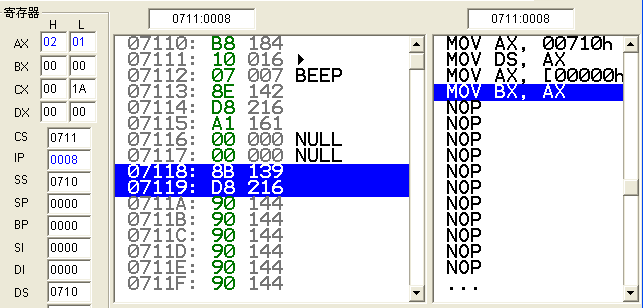 寄存器
H L
AX 02 01
BX 00 00
CX 00 1A
DX 00 00
CS 0711
IP 0008
SS 0710
SP 0000
BP 0000
SI 0000
DI 0000
DS 0710
0711:0008
07110: B8 184
07111: 10 016 ►
07112: 07 007 BEEP
07113: 8E 142
07114: D8 216
07115: A1 161
07116: 00 000 NULL
07117: 00 000 NULL
07118: 8B 139
07119: D8 216
0711A: 90 144
0711B: 90 144
0711C: 90 144
0711D: 90 144
0711E: 90 144
0711F: 90 144
0711:0008
MOV AX, 00710h
MOV DS, AX
MOV AX, [00000h
MOV BX, AX
NOP
NOP
NOP
NOP
NOP
NOP
NOP
NOP
NOP
NOP
NOP
...